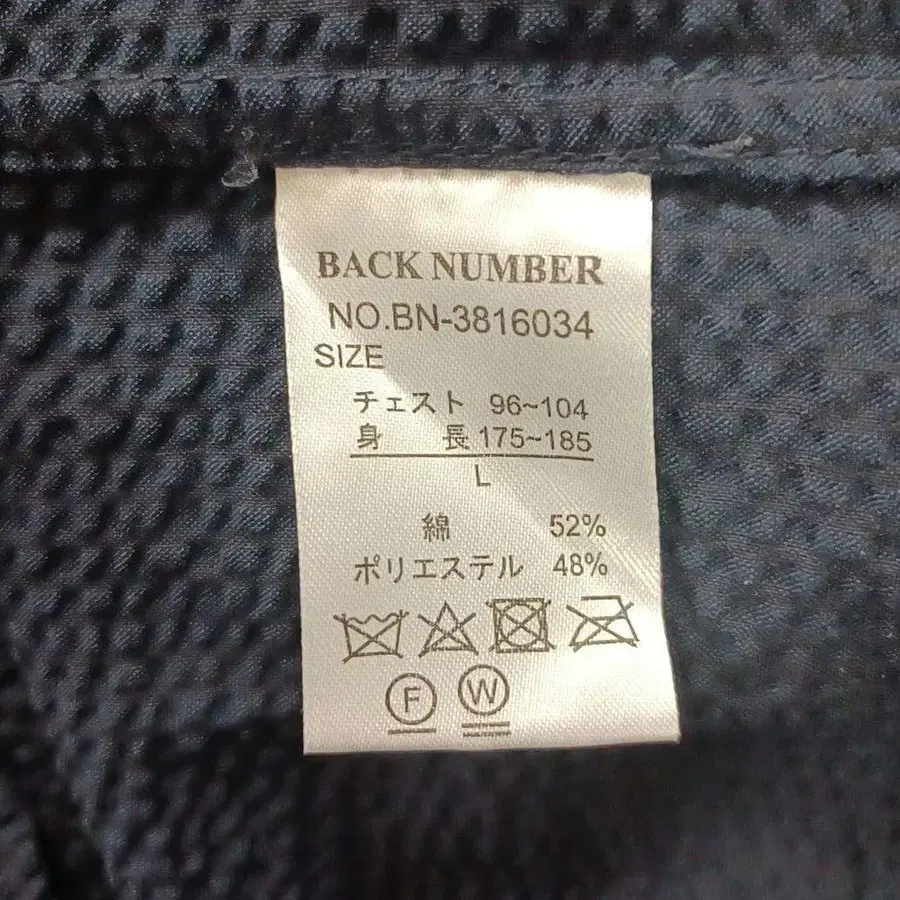 BACK NUMBER
NO.BN-3816034
SIZE
チェスト 96~104
身 長 175~185
L
綿 52%
ポリエステル 48%
F W